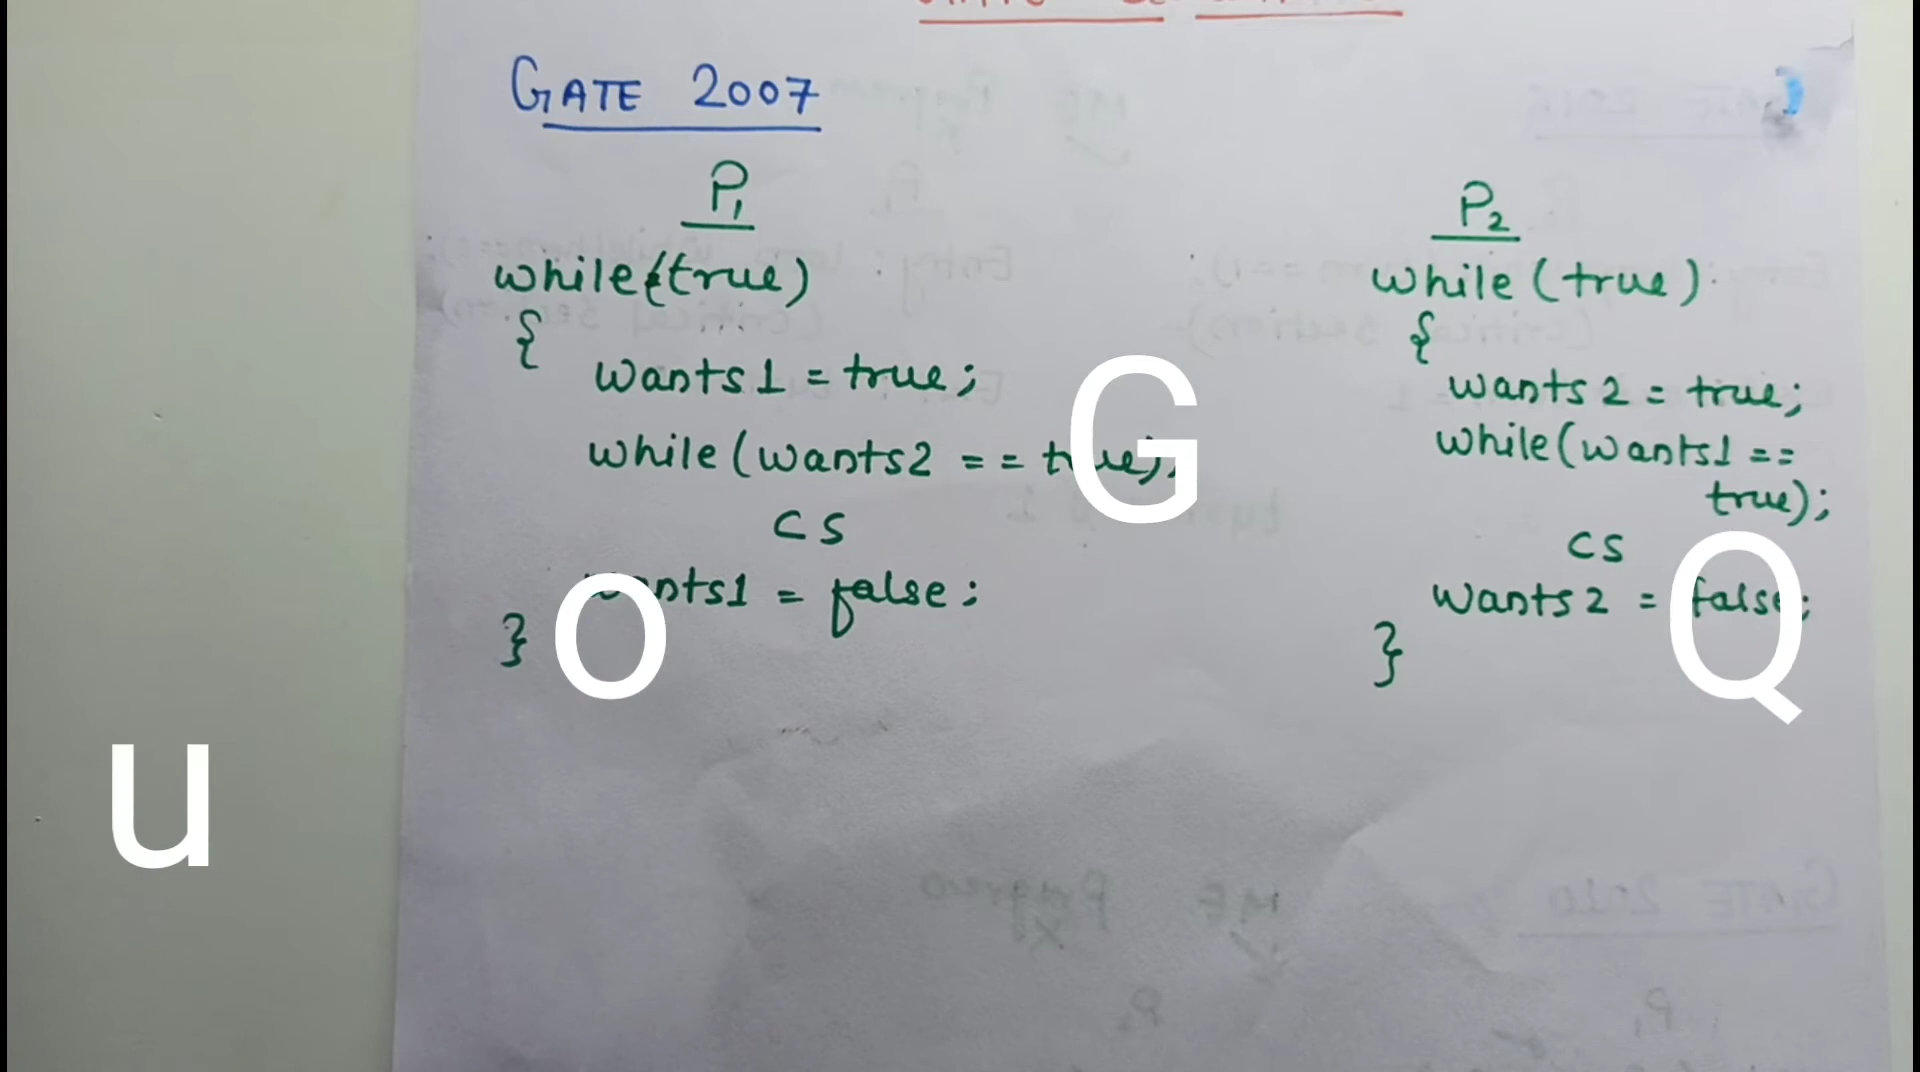 GATE 2007
P1
while(true)
{
...
wants1 = true;
while(wants2 == true);
CS
wants1 = false;
}
P2
while(true)
{
wants2 = true;
while(wants1 ==
true);
CS
wants2 = false;
}
G
O
Q
u